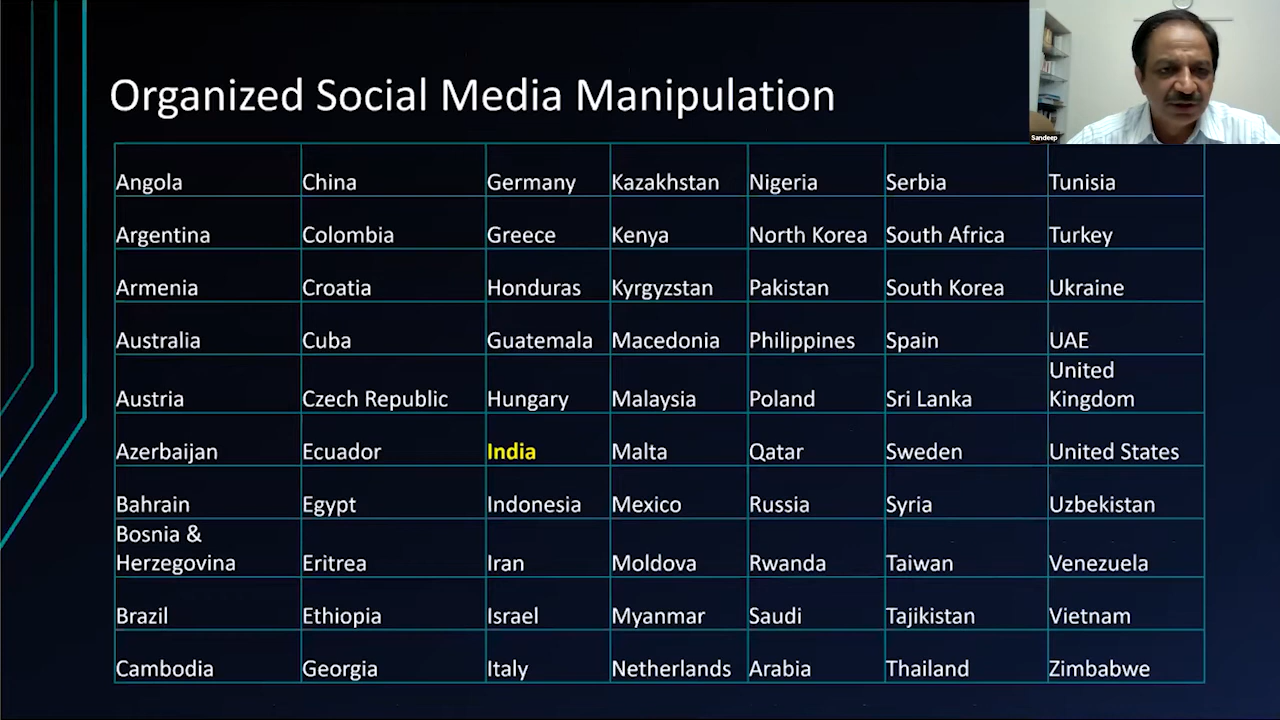 Organized Social Media Manipulation
Sandeep
Angola China Germany Kazakhstan Nigeria Serbia Tunisia
Argentina Colombia Greece Kenya North Korea South Africa Turkey
Armenia Croatia Honduras Kyrgyzstan Pakistan South Korea Ukraine
Australia Cuba Guatemala Macedonia Philippines Spain UAE
Austria Czech Republic Hungary Malaysia Poland Sri Lanka United
Kingdom
Azerbaijan Ecuador India Malta Qatar Sweden United States
Bahrain Egypt Indonesia Mexico Russia Syria Uzbekistan
Bosnia &
Herzegovina Eritrea Iran Moldova Rwanda Taiwan Venezuela
Brazil Ethiopia Israel Myanmar Saudi Tajikistan Vietnam
Cambodia Georgia Italy Netherlands Arabia Thailand Zimbabwe